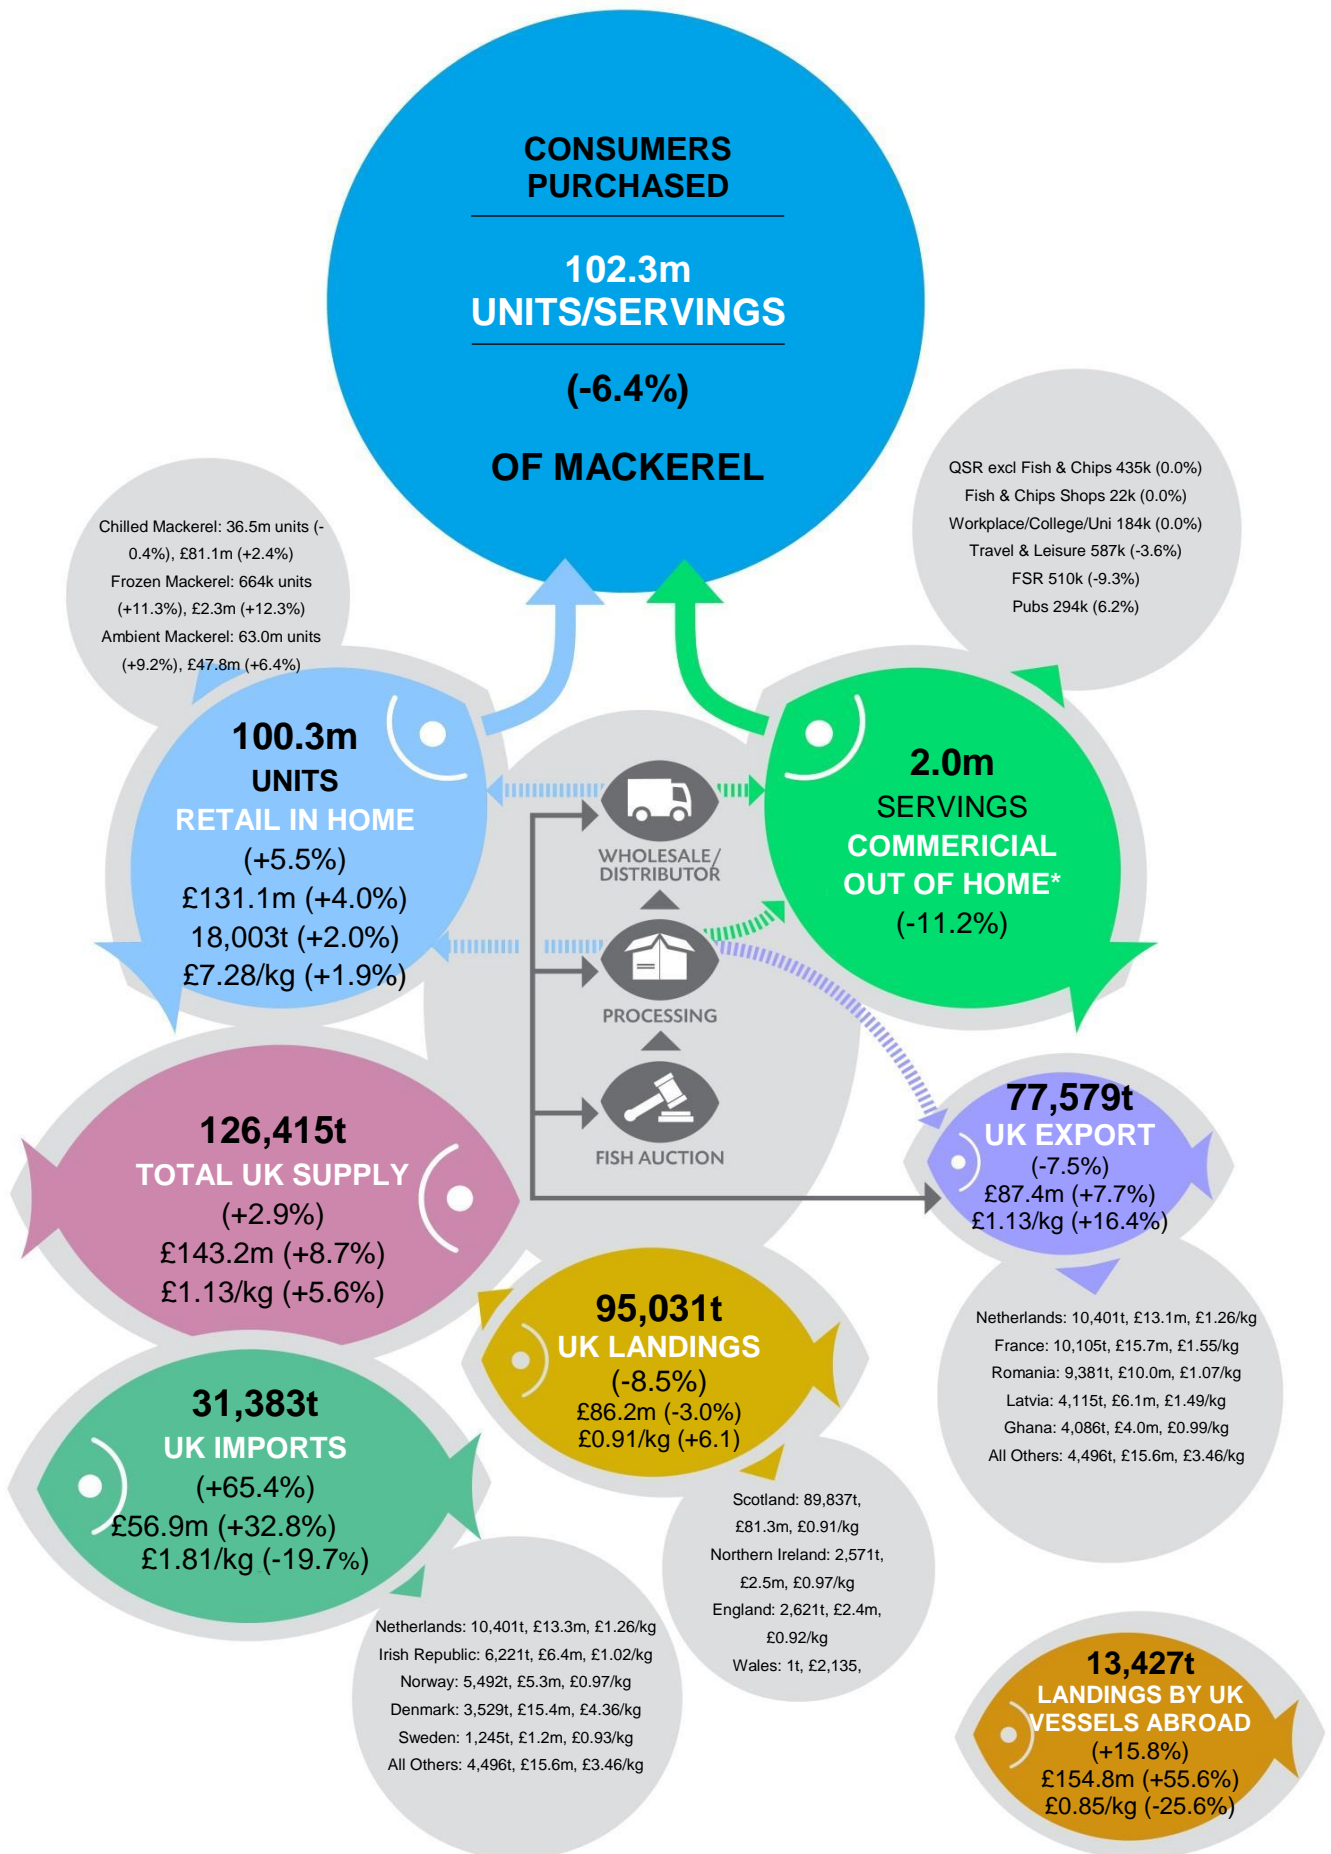 CONSUMERS
PURCHASED
102.3m
UNITS/SERVINGS
(-6.4%)
OF MACKEREL
Chilled Mackerel: 36.5m units (-
0.4%), £81.1m (+2.4%)
Frozen Mackerel: 664k units
(+11.3%), £2.3m (+12.3%)
Ambient Mackerel: 63.0m units
(+9.2%), £47.8m (+6.4%)
QSR excl Fish & Chips 435k (0.0%)
Fish & Chips Shops 22k (0.0%)
Workplace/College/Uni 184k (0.0%)
Travel & Leisure 587k (-3.6%)
FSR 510k (-9.3%)
Pubs 294k (6.2%)
100.3m
UNITS
RETAIL IN HOME
(+5.5%)
£131.1m (+4.0%)
18,003t (+2.0%)
£7.28/kg (+1.9%)
WHOLESALE/
DISTRIBUTOR
PROCESSING
FISH AUCTION
2.0m
SERVINGS
COMMERICIAL
OUT OF HOME*
(-11.2%)
126,415t
TOTAL UK SUPPLY
(+2.9%)
£143.2m (+8.7%)
£1.13/kg (+5.6%)
77,579t
UK EXPORT
(-7.5%)
£87.4m (+7.7%)
£1.13/kg (+16.4%)
95,031t
UK LANDINGS
(-8.5%)
£86.2m (-3.0%)
£0.91/kg (+6.1)
Netherlands: 10,401t, £13.1m, £1.26/kg
France: 10,105t, £15.7m, £1.55/kg
Romania: 9,381t, £10.0m, £1.07/kg
Latvia: 4,115t, £6.1m, £1.49/kg
Ghana: 4,086t, £4.0m, £0.99/kg
All Others: 4,496t, £15.6m, £3.46/kg
31,383t
UK IMPORTS
(+65.4%)
£56.9m (+32.8%)
£1.81/kg (-19.7%)
Scotland: 89,837t,
£81.3m, £0.91/kg
Northern Ireland: 2,571t,
£2.5m, £0.97/kg
England: 2,621t, £2.4m,
£0.92/kg
Wales: 1t, £2,135,
Netherlands: 10,401t, £13.3m, £1.26/kg
Irish Republic: 6,221t, £6.4m, £1.02/kg
Norway: 5,492t, £5.3m, £0.97/kg
Denmark: 3,529t, £15.4m, £4.36/kg
Sweden: 1,245t, £1.2m, £0.93/kg
All Others: 4,496t, £15.6m, £3.46/kg
13,427t
LANDINGS BY UK
VESSELS ABROAD
(+15.8%)
£154.8m (+55.6%)
£0.85/kg (-25.6%)